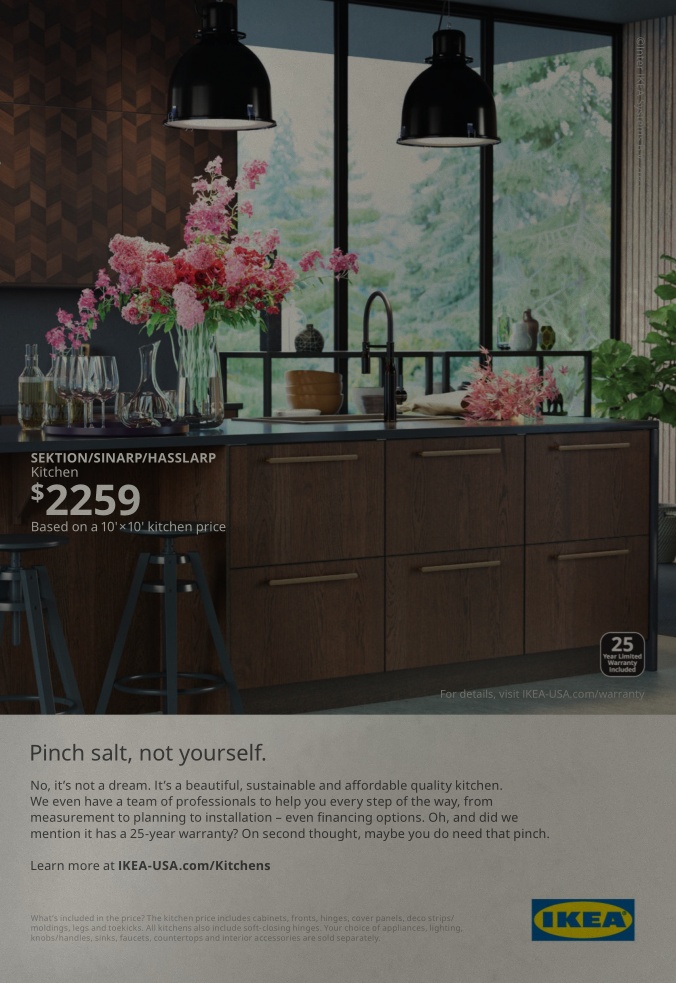 SEKTION/SINARP/HASSLARP
Kitchen
$2259
Based on a 10'×10' kitchen price
25
Year Limited
Warranty
Included
For details, visit IKEA-USA.com/warranty
Pinch salt, not yourself.
No, it's not a dream. It's a beautiful, sustainable and affordable quality kitchen.
We even have a team of professionals to help you every step of the way, from
measurement to planning to installation – even financing options. Oh, and did we
mention it has a 25-year warranty? On second thought, maybe you do need that pinch.
Learn more at IKEA-USA.com/Kitchens
What's included in the price? The kitchen price includes cabinets, fronts, hinges, cover panels, deco strips/
moldings, legs and toekicks. All kitchens also include soft-closing hinges. Your choice of appliances, lighting,
knobs/handles, sinks, faucets, countertops and interior accessories are sold separately.
IKEA